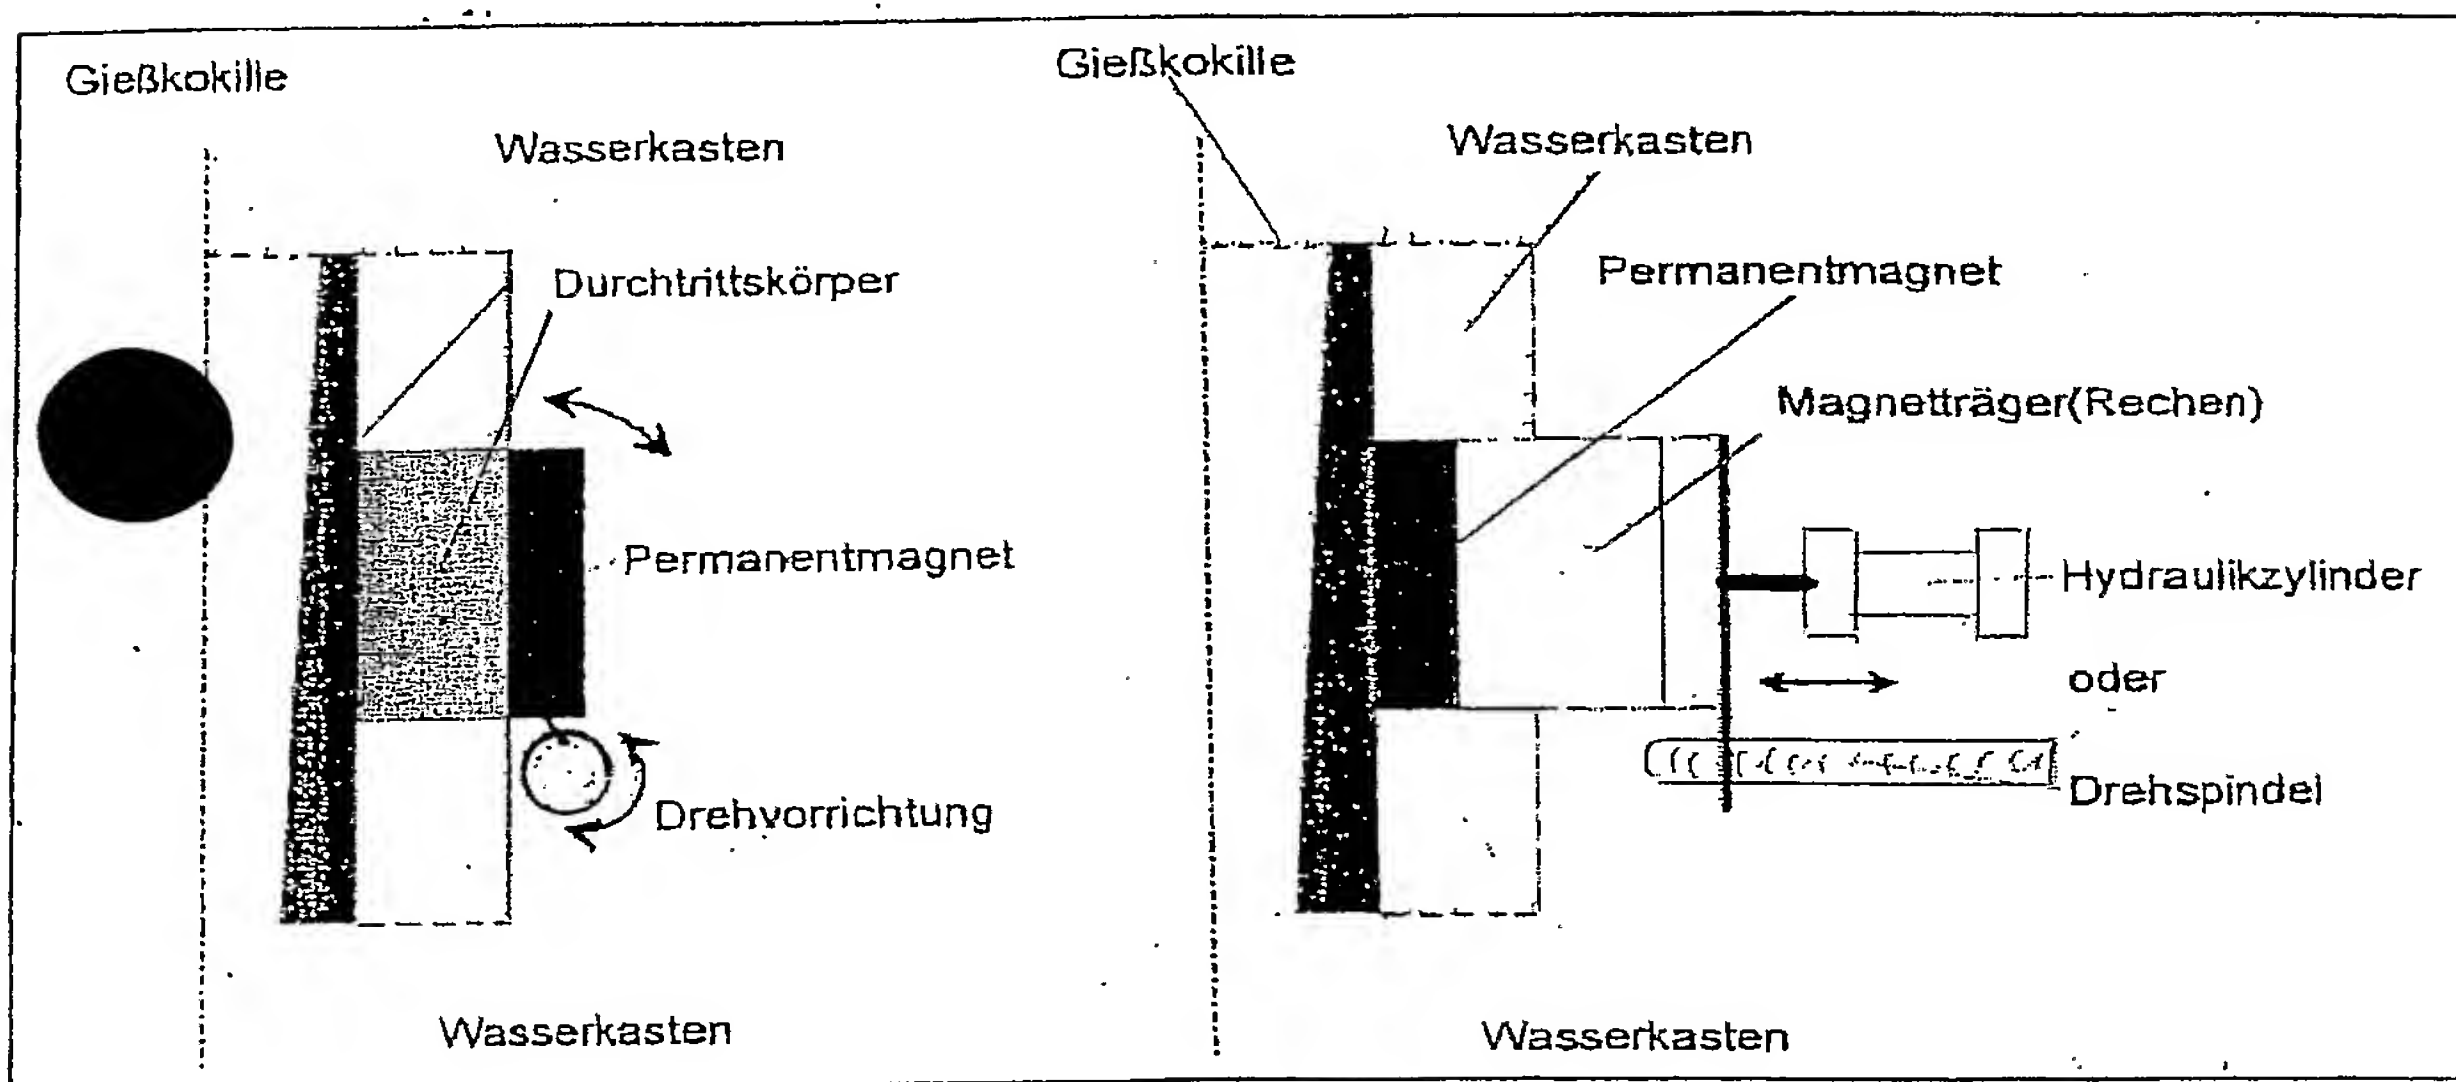 Gießkokille
Wasserkasten
Durchtrittskörper
Permanentmagnet
Drehvorrichtung
Wasserkasten
Gießkokille
Wasserkasten
Permanentmagnet
Magnetträger(Rechen)
Hydraulikzylinder
oder
Drehspindel
Wasserkasten